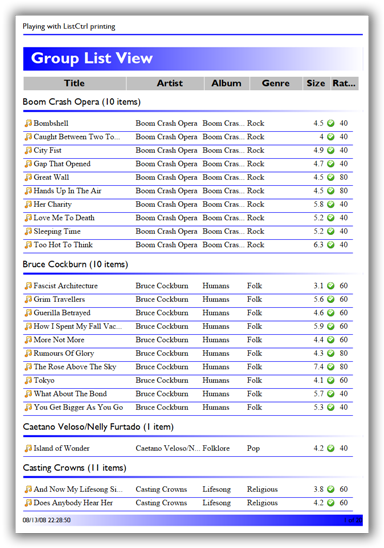 Playing with ListCtrl printing
Group List View
Title Artist Album Genre Size Rat...
Boom Crash Opera (10 items)
Bombshell Boom Crash Opera Boom Cras... Rock 4.5 40
Caught Between Two To... Boom Crash Opera Boom Cras... Rock 4 40
City Fist Boom Crash Opera Boom Cras... Rock 4.9 40
Gap That Opened Boom Crash Opera Boom Cras... Rock 4.7 40
Great Wall Boom Crash Opera Boom Cras... Rock 4.5 80
Hands Up In The Air Boom Crash Opera Boom Cras... Rock 4.5 80
Her Charity Boom Crash Opera Boom Cras... Rock 5.8 40
Love Me To Death Boom Crash Opera Boom Cras... Rock 5.2 40
Sleeping Time Boom Crash Opera Boom Cras... Rock 5.2 40
Too Hot To Think Boom Crash Opera Boom Cras... Rock 6.3 40
Bruce Cockburn (10 items)
Fascist Architecture Bruce Cockburn Humans Folk 3.1 60
Grim Travellers Bruce Cockburn Humans Folk 5.6 60
Guerilla Betrayed Bruce Cockburn Humans Folk 4.6 60
How I Spent My Fall Vac... Bruce Cockburn Humans Folk 5.9 60
More Not More Bruce Cockburn Humans Folk 4.4 60
Rumours Of Glory Bruce Cockburn Humans Folk 4.3 80
The Rose Above The Sky Bruce Cockburn Humans Folk 7.4 80
Tokyo Bruce Cockburn Humans Folk 4.1 60
What About The Bond Bruce Cockburn Humans Folk 5.7 40
You Get Bigger As You Go Bruce Cockburn Humans Folk 5.3 40
Caetano Veloso/Nelly Furtado (1 item)
Island of Wonder Caetano Veloso/N... Folklore Pop 4.2 40
Casting Crowns (11 items)
And Now My Lifesong Si... Casting Crowns Lifesong Religious 3.8 60
Does Anybody Hear Her Casting Crowns Lifesong Religious 4.2 60
08/13/08 22:28:50